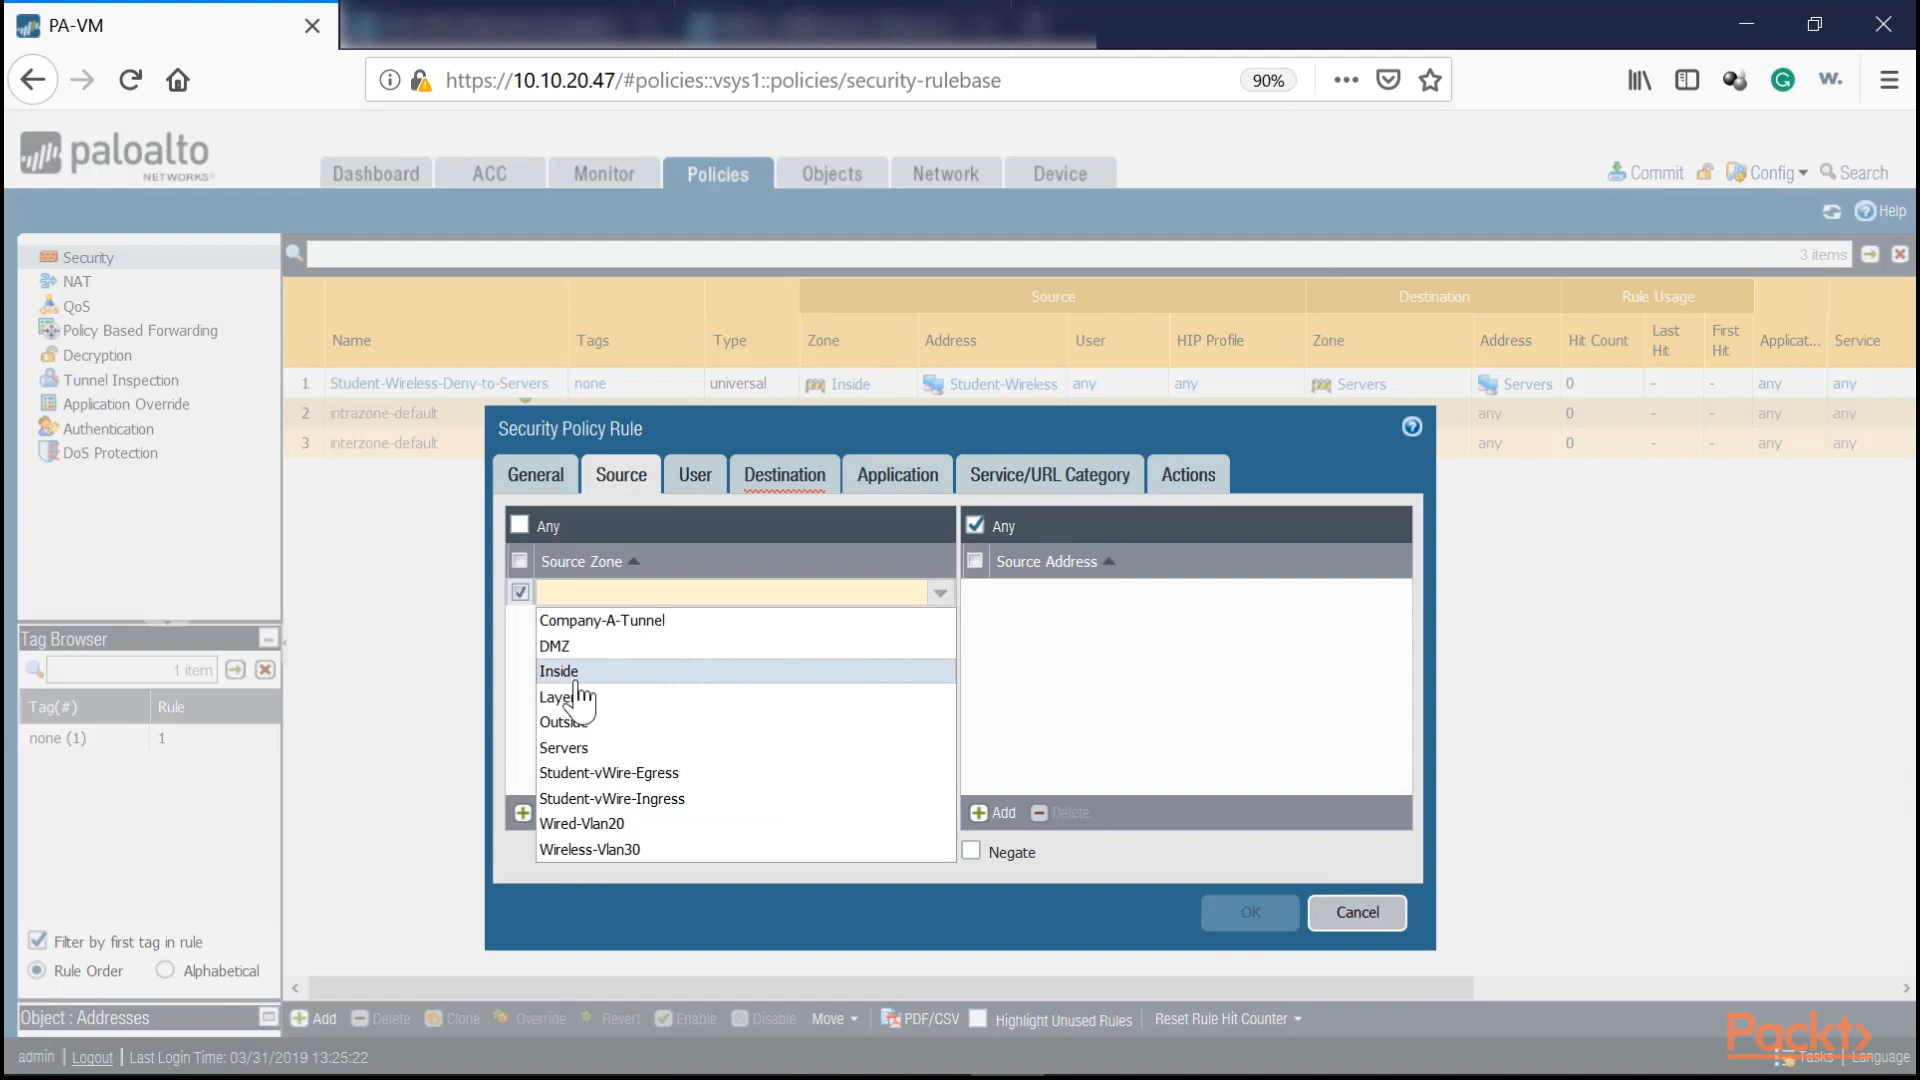 PA-VM
https://10.10.20.47/#policies::vsys1::policies/security-rulebase
90%
paloalto
NETWORKS
Dashboard
ACC
Monitor
Policies
Objects
Network
Device
Commit
Config
Search
Help
Security
NAT
QoS
Policy Based Forwarding
Decryption
Tunnel Inspection
Application Override
Authentication
DoS Protection
3 items
Source
Destination
Rule Usage
Name
Tags
Type
Zone
Address
User
HIP Profile
Zone
Address
Hit Count
Last Hit
First Hit
Applicat...
Service
1 Student-Wireless-Deny-to-Servers none universal Inside Student-Wireless any any Servers Servers 0 - - any any
2 intrazone-default any 0 - - any any
3 interzone-default any 0 - - any any
Security Policy Rule
General
Source
User
Destination
Application
Service/URL Category
Actions
Any
Any
Source Zone
Source Address
Company-A-Tunnel
DMZ
Inside
Outside
Servers
Student-vWire-Egress
Student-vWire-Ingress
Wired-Vlan20
Wireless-Vlan30
Add
Delete
Negate
OK
Cancel
Tag Browser
1 item
Tag(#)
Rule
none (1)
1
Filter by first tag in rule
Rule Order
Alphabetical
Object : Addresses
Add
Delete
Clone
Override
Revert
Enable
Disable
Move
PDF/CSV
Highlight Unused Rules
Reset Rule Hit Counter
admin | Logout | Last Login Time: 03/31/2019 13:25:22
Packt>
Tasks | Language